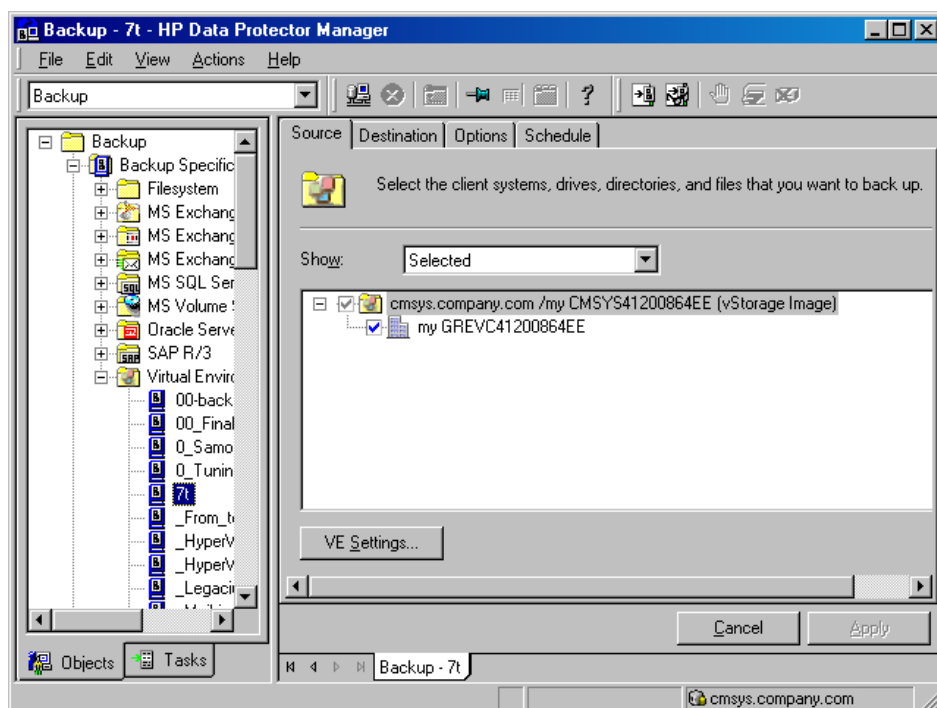 Backup - 7t - HP Data Protector Manager
File Edit View Actions Help
Backup
Backup
Backup Specific
Filesystem
MS Exchang
MS Exchang
MS Exchang
MS SQL Ser
MS Volume
Oracle Serve
SAP R/3
Virtual Enviro
00-back
00_Final
0_Samo
0_Tunin
7t
_From_t
_HyperV
_HyperV
_Legaci
Objects Tasks
Source Destination Options Schedule
Select the client systems, drives, directories, and files that you want to back up.
Show: Selected
cmsys.company.com /my CMSYS41200864EE (vStorage Image)
my GREVC41200864EE
VE Settings...
Cancel Apply
Backup - 7t
cmsys.company.com